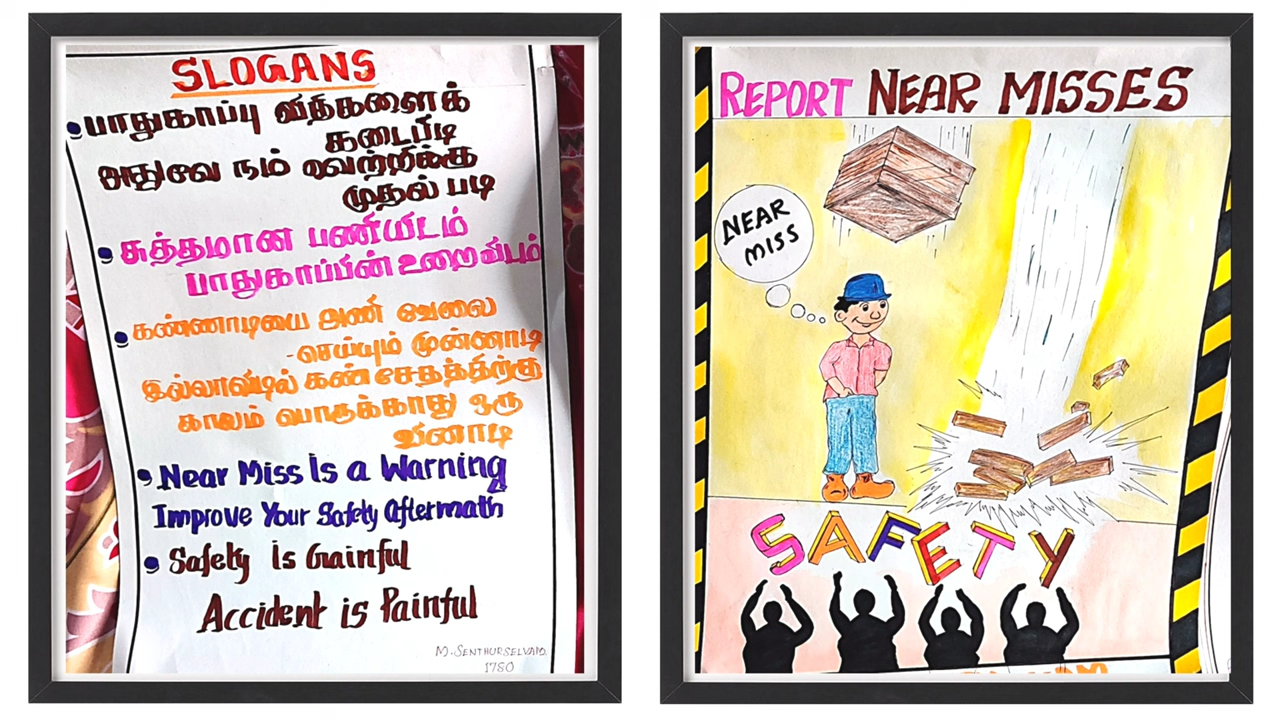 SLOGANS
பாதுகாப்பு விதிகளைக்
கடைபிடி
அதுவே நம் வெற்றிக்கு
முதல் படி
சுத்தமான பணியிடம்
பாதுகாப்பின் உறைவிடம்
கண்ணாடியை அணி வேலை
செய்யும் முன்னாடி
இல்லாவிடில் கண் சேதத்திற்கு
காலம் ஒரு
வினாடி
Near Miss Is a Warning
Improve Your Safety Aftermath
Safety is Gainful
Accident is Painful
M. SENTHURSELVAM
1780
REPORT NEAR MISSES
NEAR
MISS
SAFETY